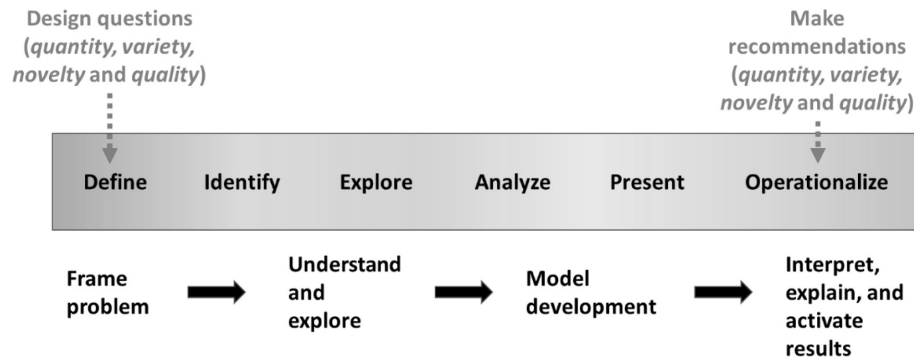 Design questions
(quantity, variety,
novelty and quality)
Make
recommendations
(quantity, variety,
novelty and quality)
Define Identify Explore Analyze Present Operationalize
Frame
problem
Understand
and
explore
Model
development
Interpret,
explain, and
activate
results